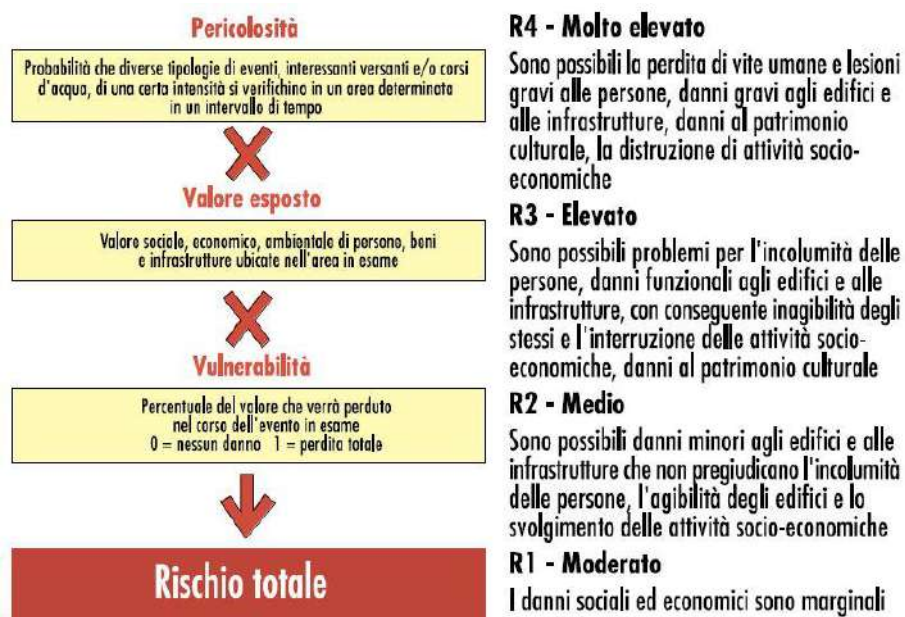 Pericolosità
Probabilità che diverse tipologie di eventi, interessanti versanti e/o corsi
d'acqua, di una certa intensità si verifichino in un area determinata
in un intervallo di tempo
Valore esposto
Valore sociale, economico, ambientale di persone, beni
e infrastrutture ubicate nell'area in esame
Vulnerabilità
Percentuale del valore che verrà perduto
nel corso dell'evento in esame
0 = nessun danno 1 = perdita totale
Rischio totale
R4 - Molto elevato
Sono possibili la perdita di vite umane e lesioni
gravi alle persone, danni gravi agli edifici e
alle infrastrutture, danni al patrimonio
culturale, la distruzione di attività socio-
economiche
R3 - Elevato
Sono possibili problemi per l'incolumità delle
persone, danni funzionali agli edifici e alle
infrastrutture, con conseguente inagibilità degli
stessi e l'interruzione delle attività socio-
economiche, danni al patrimonio culturale
R2 - Medio
Sono possibili danni minori agli edifici e alle
infrastrutture che non pregiudicano l'incolumità
delle persone, l'agibilità degli edifici e lo
svolgimento delle attività socio-economiche
R1 - Moderato
I danni sociali ed economici sono marginali